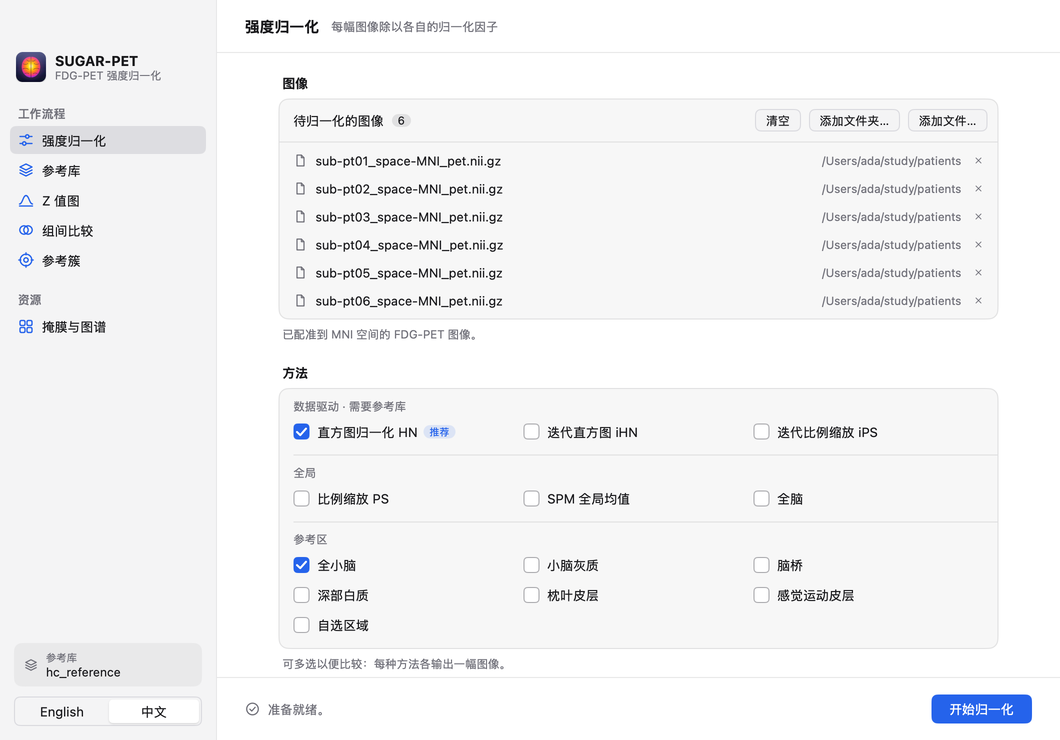 强度归一化 每幅图像除以各自的归一化因子
SUGAR-PET
FDG-PET 强度归一化
工作流程
强度归一化
参考库
Z 值图
组间比较
参考簇
资源
掩膜与图谱
参考库
hc_reference
English 中文
图像
待归一化的图像 6 清空 添加文件夹... 添加文件...
sub-pt01_space-MNI_pet.nii.gz /Users/ada/study/patients ×
sub-pt02_space-MNI_pet.nii.gz /Users/ada/study/patients ×
sub-pt03_space-MNI_pet.nii.gz /Users/ada/study/patients ×
sub-pt04_space-MNI_pet.nii.gz /Users/ada/study/patients ×
sub-pt05_space-MNI_pet.nii.gz /Users/ada/study/patients ×
sub-pt06_space-MNI_pet.nii.gz /Users/ada/study/patients ×
已配准到 MNI 空间的 FDG-PET 图像。
方法
数据驱动 · 需要参考库
直方图归一化 HN 推荐 迭代直方图 iHN 迭代比例缩放 iPS
全局
比例缩放 PS SPM 全局均值 全脑
参考区
全小脑 小脑灰质 脑桥
深部白质 枕叶皮层 感觉运动皮层
自选区域
可多选以便比较：每种方法各输出一幅图像。
准备就绪。 开始归一化